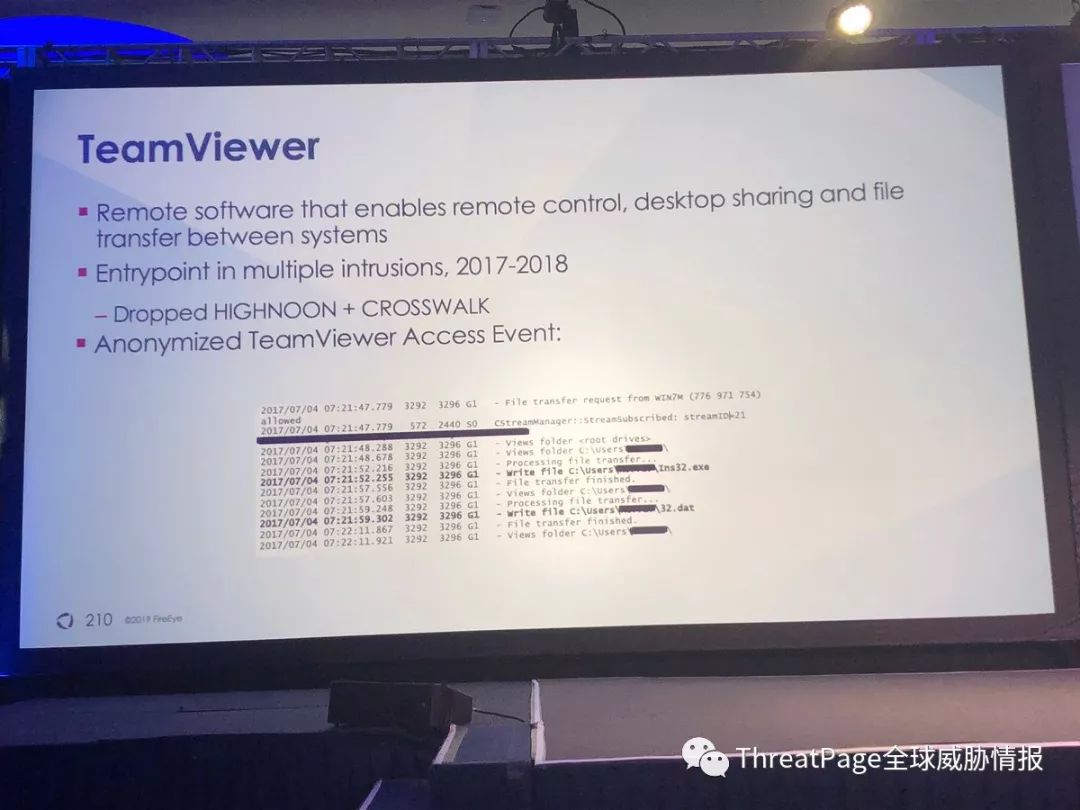 TeamViewer
▪ Remote software that enables remote control, desktop sharing and file
transfer between systems
▪ Entrypoint in multiple intrusions, 2017-2018
– Dropped HIGHNOON + CROSSWALK
▪ Anonymized TeamViewer Access Event:
2017/07/04 07:21:47.779 3292 3296 G1 - File transfer request from WIN7M (776 971 754)
allowed
2017/07/04 07:21:47.779 572 2440 S0 CStreamManager::StreamSubscribed: streamID=21
2017/07/04 07:21:48.288 3292 3296 G1 - Views folder <root drives>
2017/07/04 07:21:48.678 3292 3296 G1 - Views folder C:\Users\
2017/07/04 07:21:52.216 3292 3296 G1 - Processing file transfer...
2017/07/04 07:21:52.255 3292 3296 G1 - Write file C:\Users\ \Ins32.exe
2017/07/04 07:21:57.556 3292 3296 G1 - File transfer finished.
2017/07/04 07:21:57.603 3292 3296 G1 - Views folder C:\Users\ \
2017/07/04 07:21:59.248 3292 3296 G1 - Processing file transfer...
2017/07/04 07:21:59.302 3292 3296 G1 - Write file C:\Users\ \32.dat
2017/07/04 07:22:11.867 3292 3296 G1 - File transfer finished.
2017/07/04 07:22:11.921 3292 3296 G1 - Views folder C:\Users\ \
210 ©2019 FireEye
ThreatPage全球威胁情报